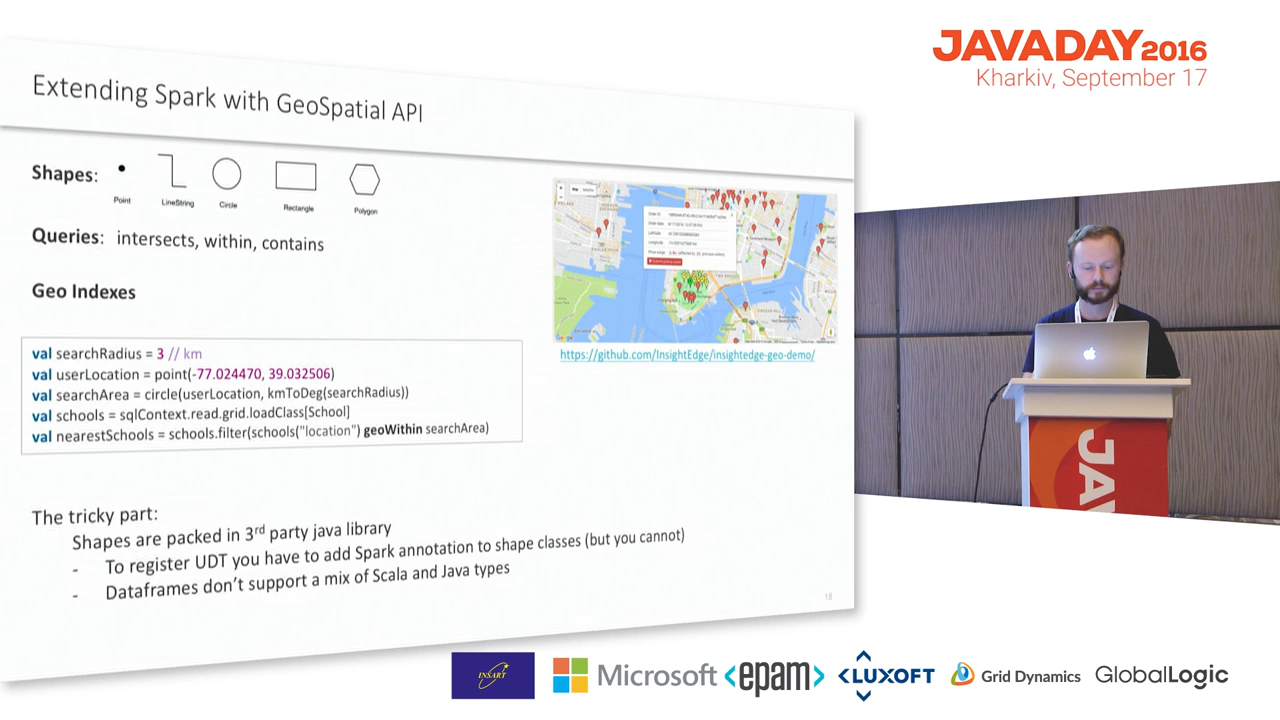 JAVADAY2016
Kharkiv, September 17
Extending Spark with GeoSpatial API
Shapes:
Point
LineString
Circle
Rectangle
Polygon
Queries: intersects, within, contains
Geo Indexes
https://github.com/InsightEdge/insightedge-geo-demo/
val searchRadius = 3 // km
val userLocation = point(-77.024470, 39.032506)
val searchArea = circle(userLocation, kmToDeg(searchRadius))
val schools = sqlContext.read.grid.loadClass[School]
val nearestSchools = schools.filter(schools("location") geoWithin searchArea)
The tricky part:
Shapes are packed in 3rd party java library
- To register UDT you have to add Spark annotation to shape classes (but you cannot)
- Dataframes don't support a mix of Scala and Java types
18
JAV
INSART
Microsoft
<epam>
LUXOFT
Grid Dynamics
GlobalLogic